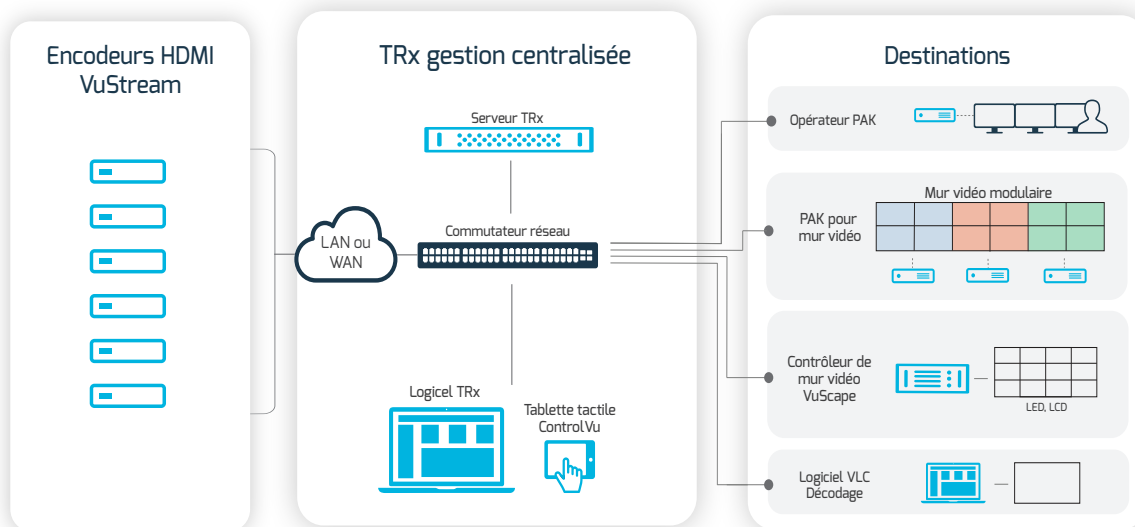 Encodeurs HDMI
VuStream
TRx gestion centralisée
Serveur TRx
LAN ou
WAN
Commutateur réseau
Logiciel TRx
Tablette tactile
ControlVu
Destinations
Opérateur PAK
Mur vidéo modulaire
PAK pour
mur vidéo
Contrôleur de
mur vidéo
VuScape
LED, LCD
Logiciel VLC
Décodage